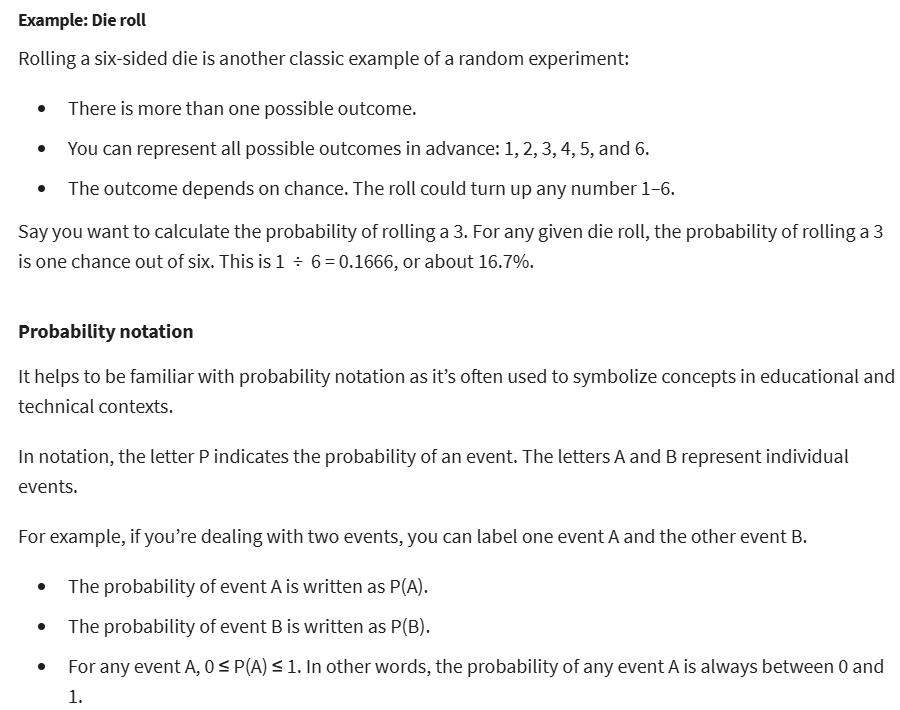 Example: Die roll
Rolling a six-sided die is another classic example of a random experiment:
• There is more than one possible outcome.
• You can represent all possible outcomes in advance: 1, 2, 3, 4, 5, and 6.
• The outcome depends on chance. The roll could turn up any number 1–6.
Say you want to calculate the probability of rolling a 3. For any given die roll, the probability of rolling a 3
is one chance out of six. This is 1 ÷ 6 = 0.1666, or about 16.7%.
Probability notation
It helps to be familiar with probability notation as it’s often used to symbolize concepts in educational and
technical contexts.
In notation, the letter P indicates the probability of an event. The letters A and B represent individual
events.
For example, if you’re dealing with two events, you can label one event A and the other event B.
• The probability of event A is written as P(A).
• The probability of event B is written as P(B).
• For any event A, 0 ≤ P(A) ≤ 1. In other words, the probability of any event A is always between 0 and
1.